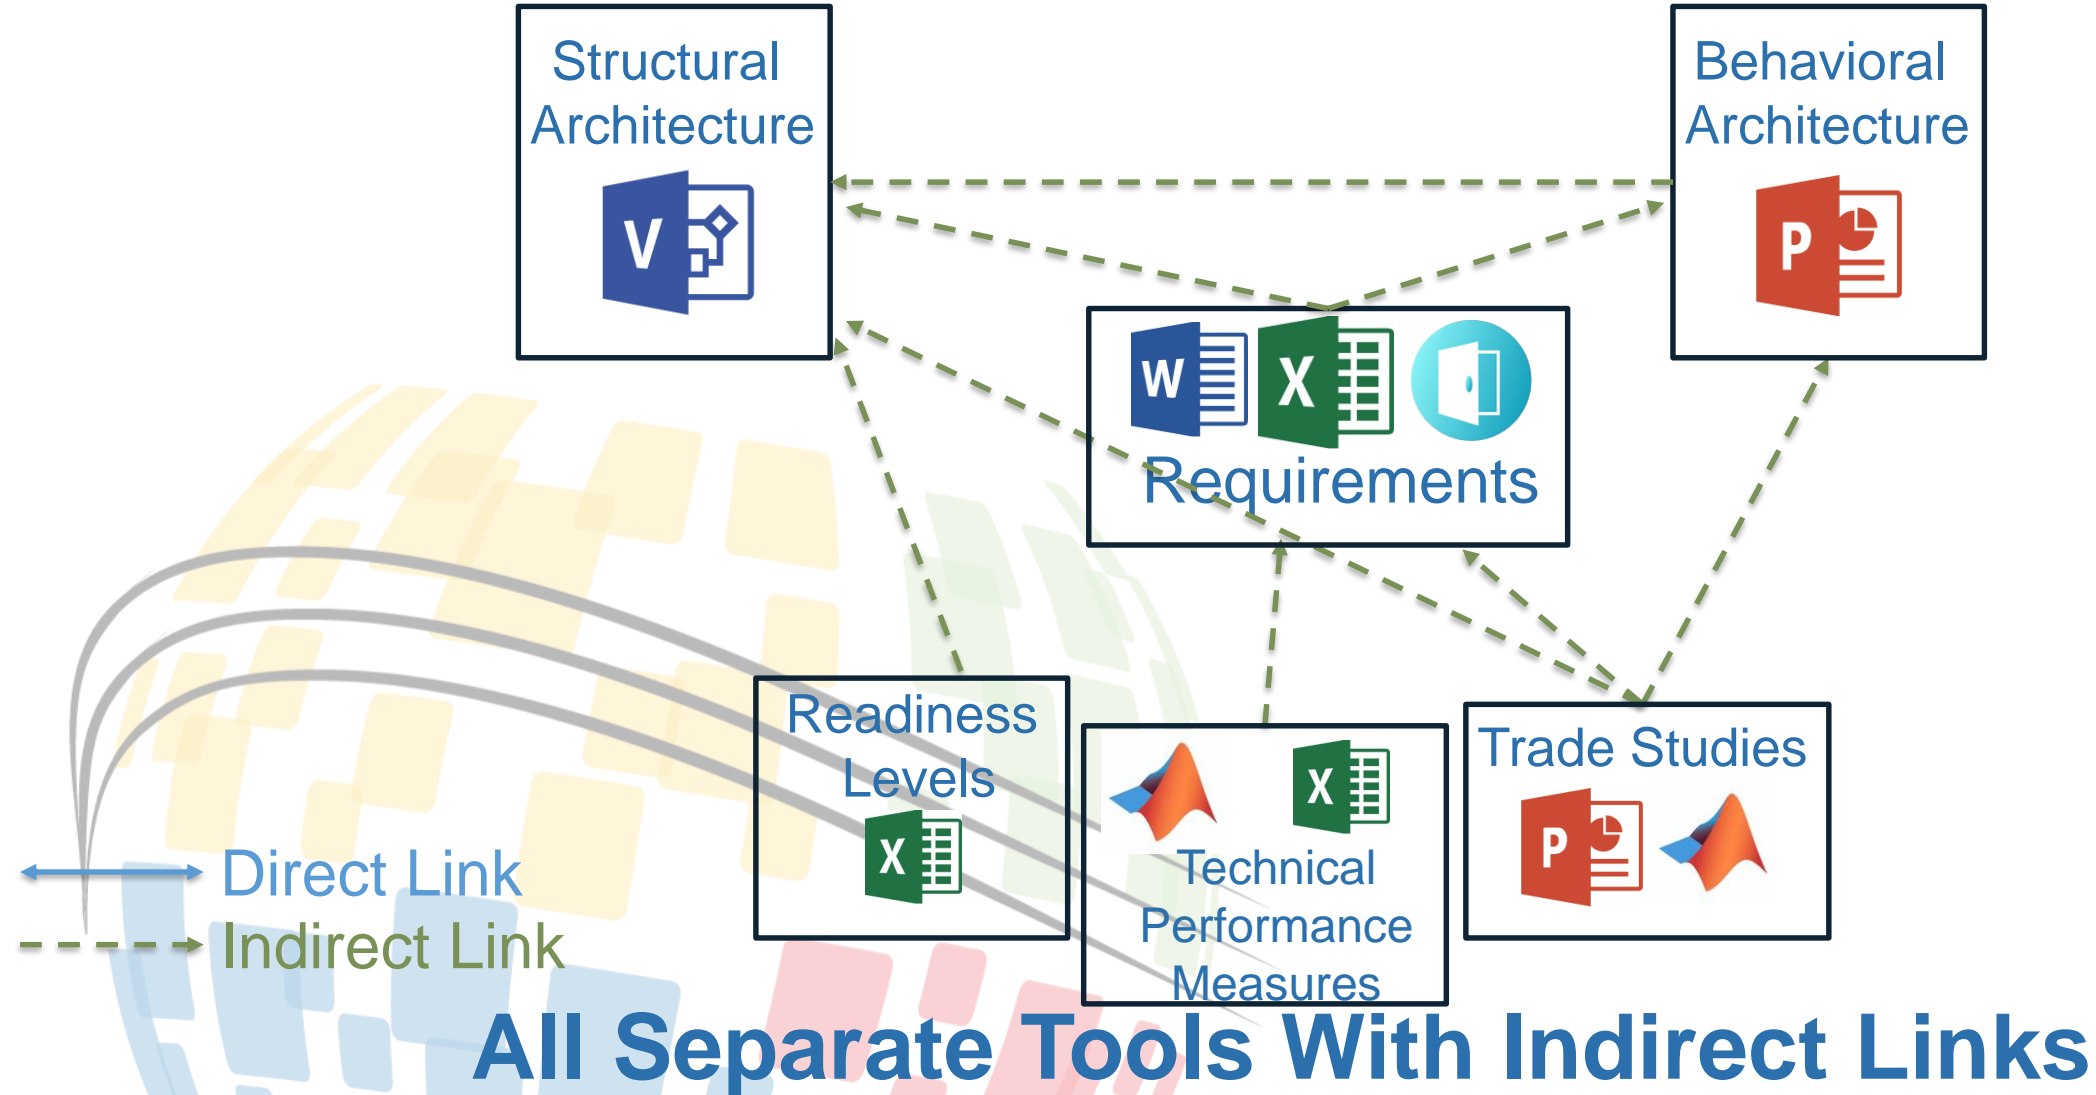 Structural
Architecture
V
Behavioral
Architecture
P
W
X
Requirements
Readiness
Levels
X
X
Technical
Performance
Measures
Trade Studies
P
Direct Link
Indirect Link
All Separate Tools With Indirect Links